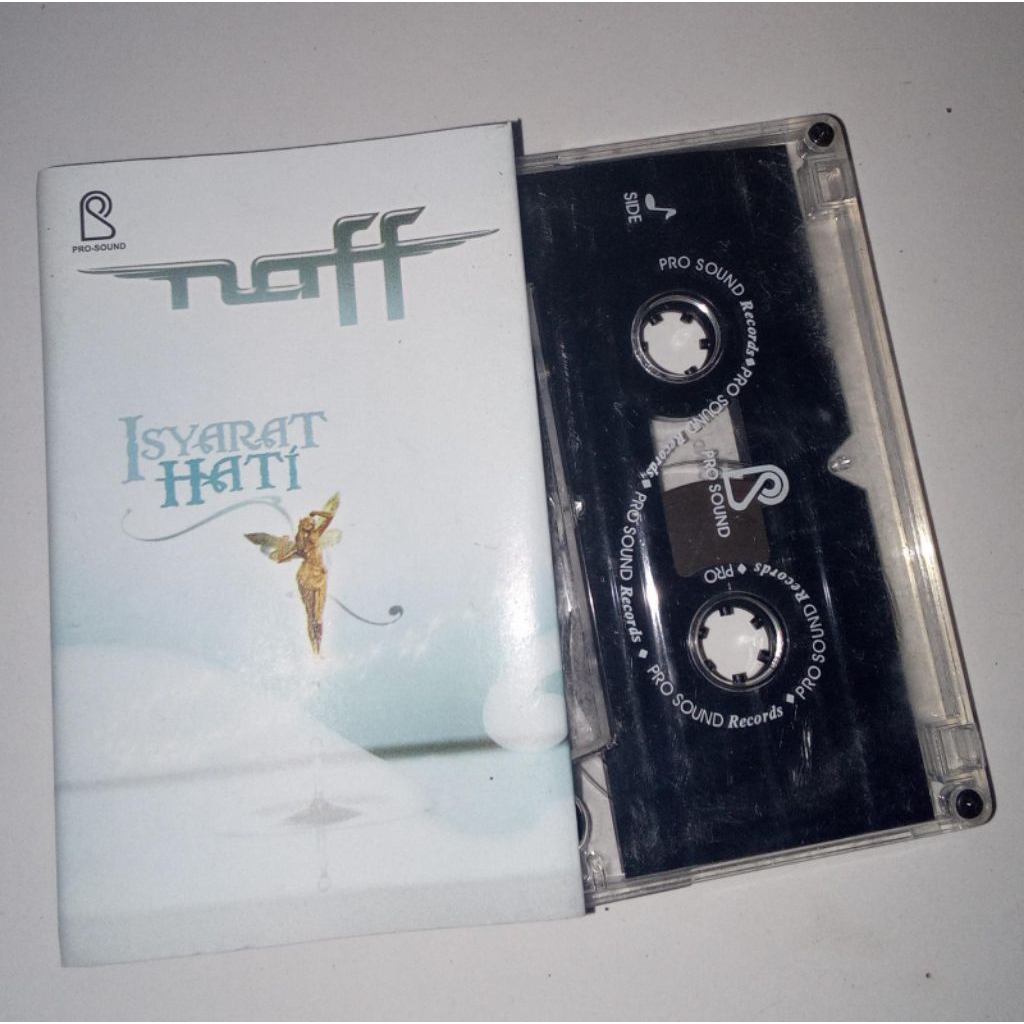 PRO-SOUND
naff
ISYARAT
HATI
SIDE
PRO SOUND Records ♦ PRO SOUND Records ♦ PRO SOUND Records ♦
PRO SOUND
PRO SOUND Records ♦ PRO SOUND Records ♦ PRO